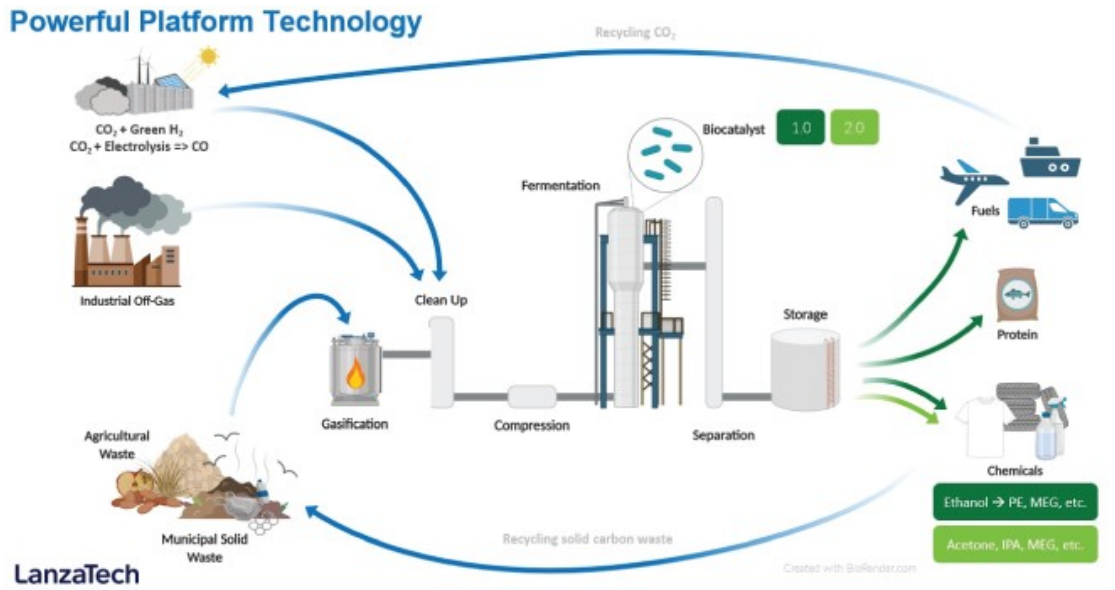 Powerful Platform Technology
Recycling CO₂
CO₂ + Green H₂
CO₂ + Electrolysis => CO
Biocatalyst
1.0
2.0
Fermentation
Fuels
Industrial Off-Gas
Clean Up
Storage
Protein
Gasification
Compression
Separation
Agricultural
Waste
Chemicals
Ethanol → PE, MEG, etc.
Acetone, IPA, MEG, etc.
Municipal Solid
Waste
Recycling solid carbon waste
Created with BioRender.com
LanzaTech